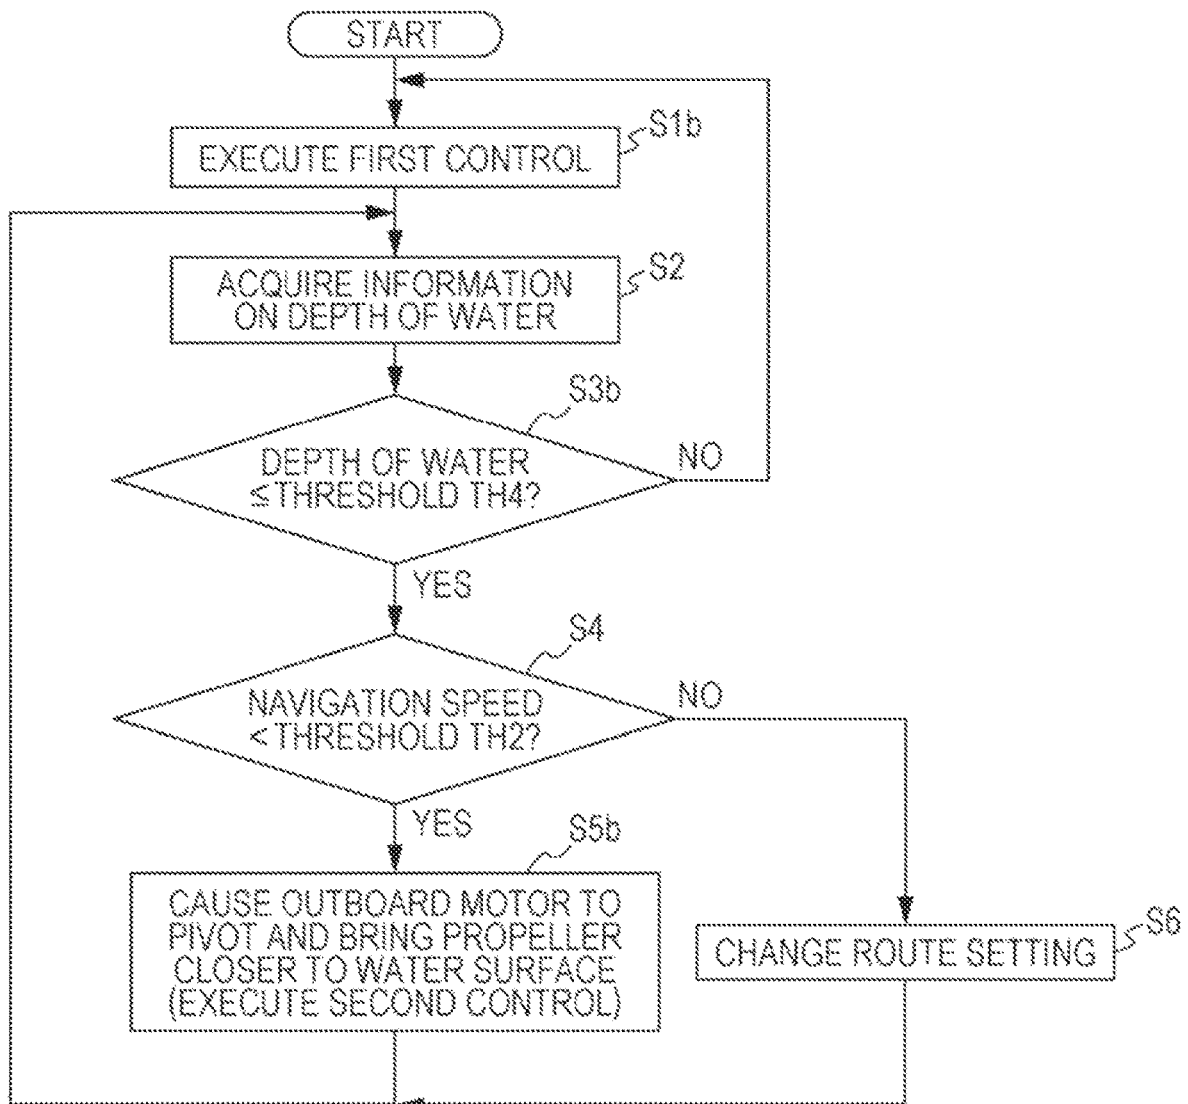 START
S1b
EXECUTE FIRST CONTROL
S2
ACQUIRE INFORMATION
ON DEPTH OF WATER
S3b
DEPTH OF WATER
≤ THRESHOLD TH4?
NO
YES
S4
NAVIGATION SPEED
< THRESHOLD TH2?
NO
YES
S5b
CAUSE OUTBOARD MOTOR TO
PIVOT AND BRING PROPELLER
CLOSER TO WATER SURFACE
(EXECUTE SECOND CONTROL)
S6
CHANGE ROUTE SETTING